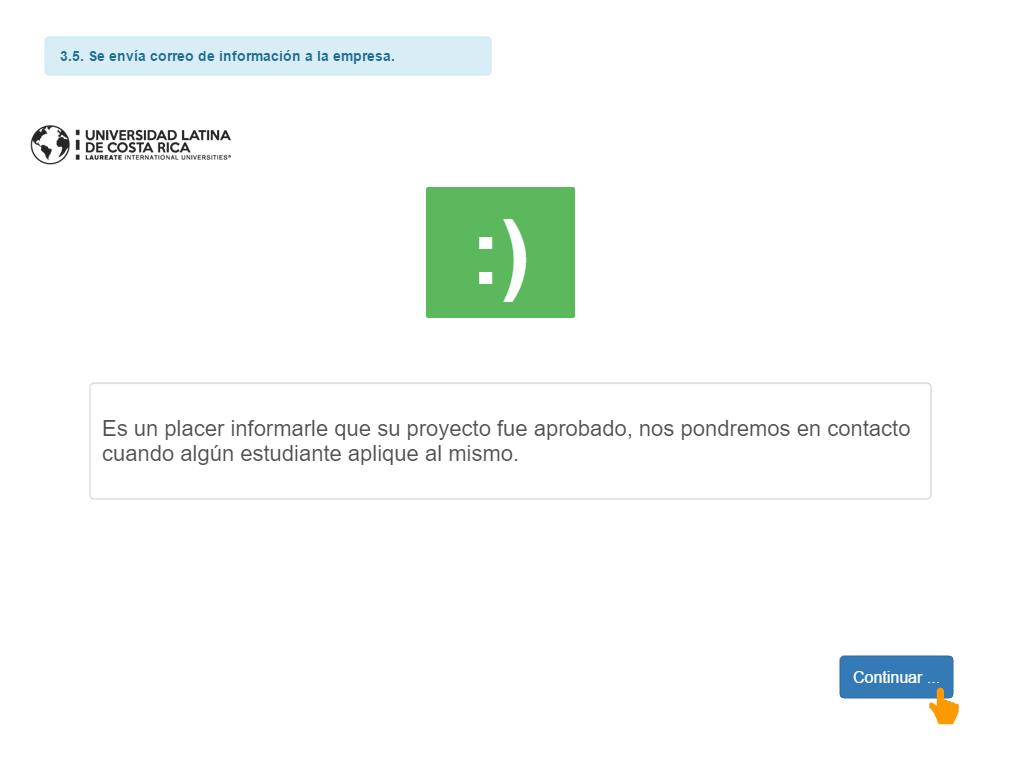 3.5. Se envía correo de información a la empresa.
UNIVERSIDAD LATINA
DE COSTA RICA
LAUREATE INTERNATIONAL UNIVERSITIES®
:)
Es un placer informarle que su proyecto fue aprobado, nos pondremos en contacto
cuando algún estudiante aplique al mismo.
Continuar ...